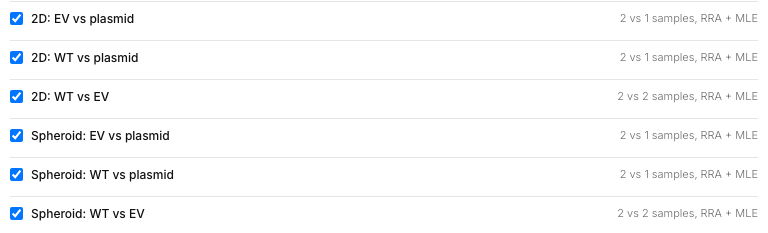 2D: EV vs plasmid 2 vs 1 samples, RRA + MLE
2D: WT vs plasmid 2 vs 1 samples, RRA + MLE
2D: WT vs EV 2 vs 2 samples, RRA + MLE
Spheroid: EV vs plasmid 2 vs 1 samples, RRA + MLE
Spheroid: WT vs plasmid 2 vs 1 samples, RRA + MLE
Spheroid: WT vs EV 2 vs 2 samples, RRA + MLE